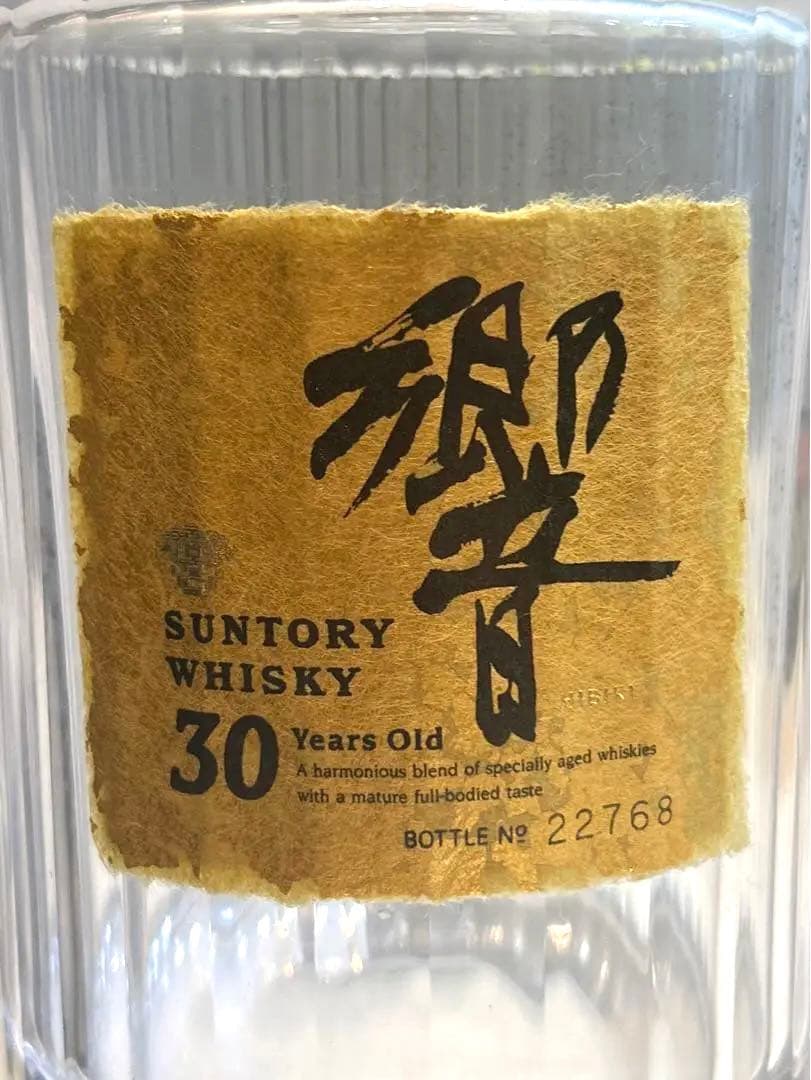 響
HIBIKI
SUNTORY
WHISKY
30 Years Old
A harmonious blend of specially aged whiskies
with a mature full-bodied taste
BOTTLE Nº 22768